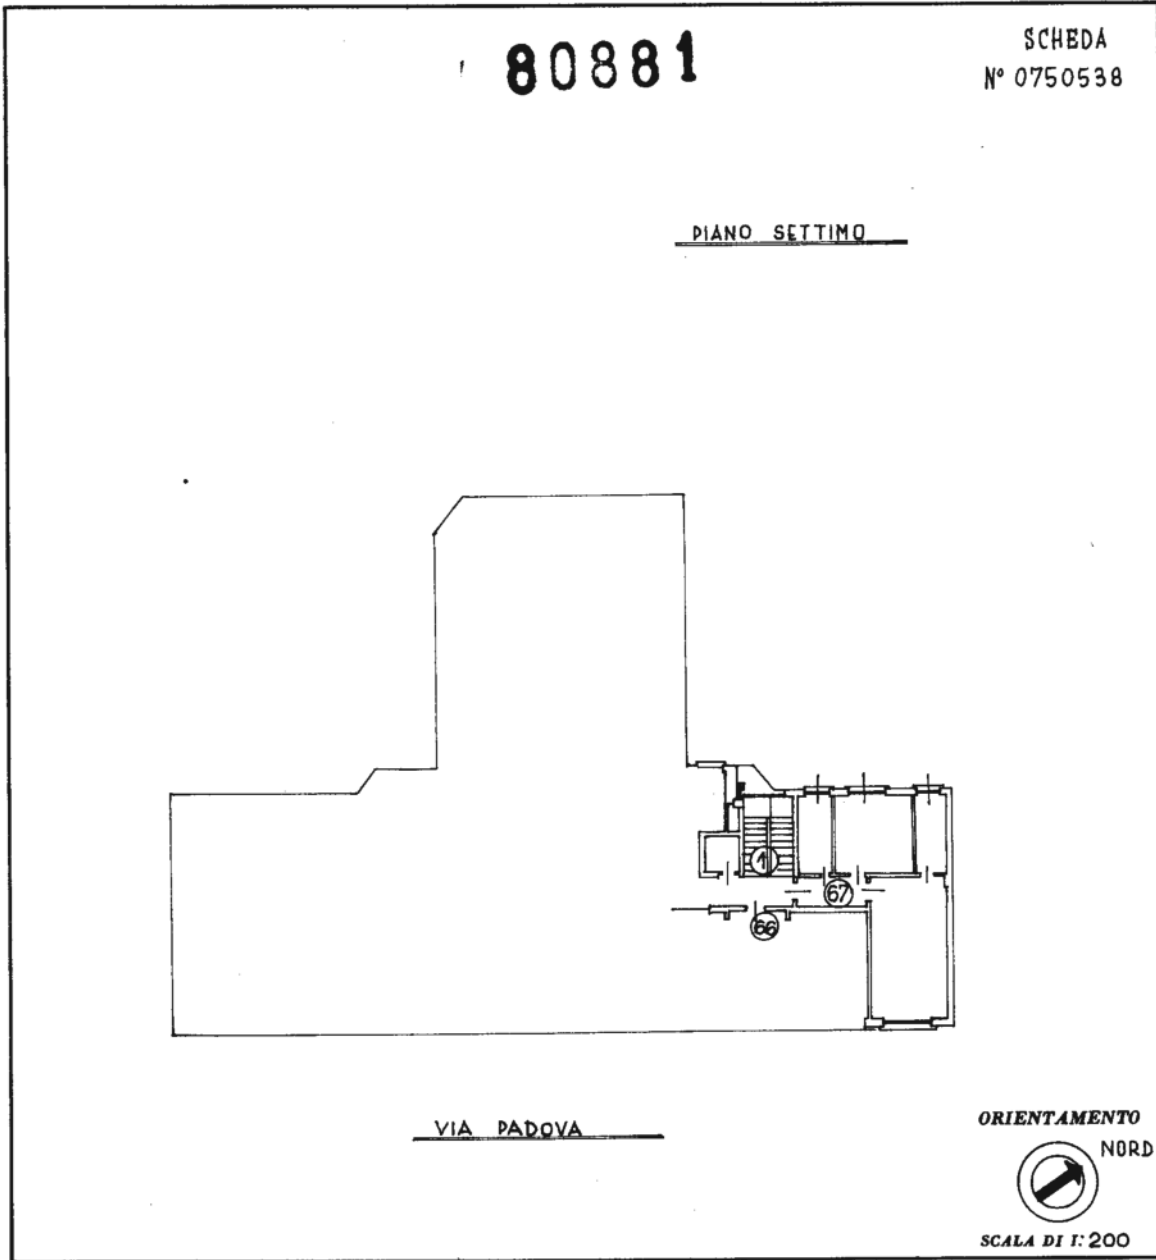 80881
SCHEDA
N° 0750538
PIANO SETTIMO
1
67
66
VIA PADOVA
ORIENTAMENTO
NORD
SCALA DI 1:200